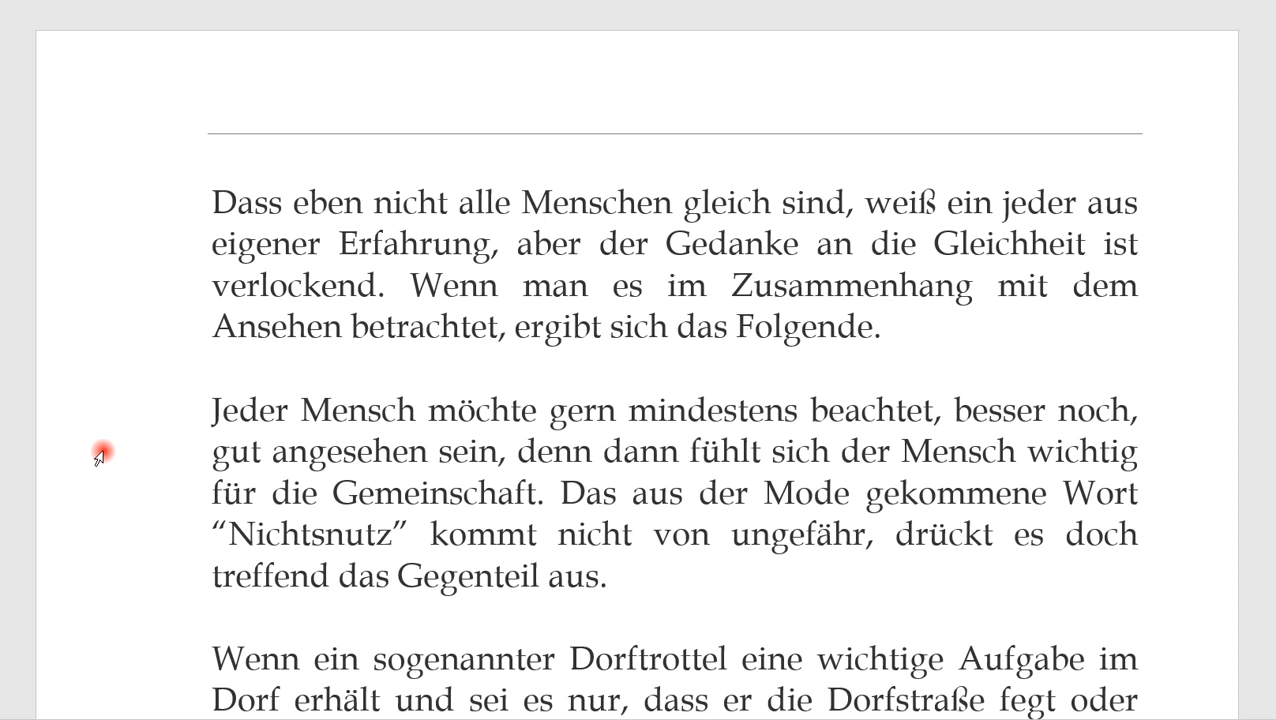 Dass eben nicht alle Menschen gleich sind, weiß ein jeder aus
eigener Erfahrung, aber der Gedanke an die Gleichheit ist
verlockend. Wenn man es im Zusammenhang mit dem
Ansehen betrachtet, ergibt sich das Folgende.
Jeder Mensch möchte gern mindestens beachtet, besser noch,
gut angesehen sein, denn dann fühlt sich der Mensch wichtig
für die Gemeinschaft. Das aus der Mode gekommene Wort
“Nichtsnutz” kommt nicht von ungefähr, drückt es doch
treffend das Gegenteil aus.
Wenn ein sogenannter Dorftrottel eine wichtige Aufgabe im
Dorf erhält und sei es nur, dass er die Dorfstraße fegt oder